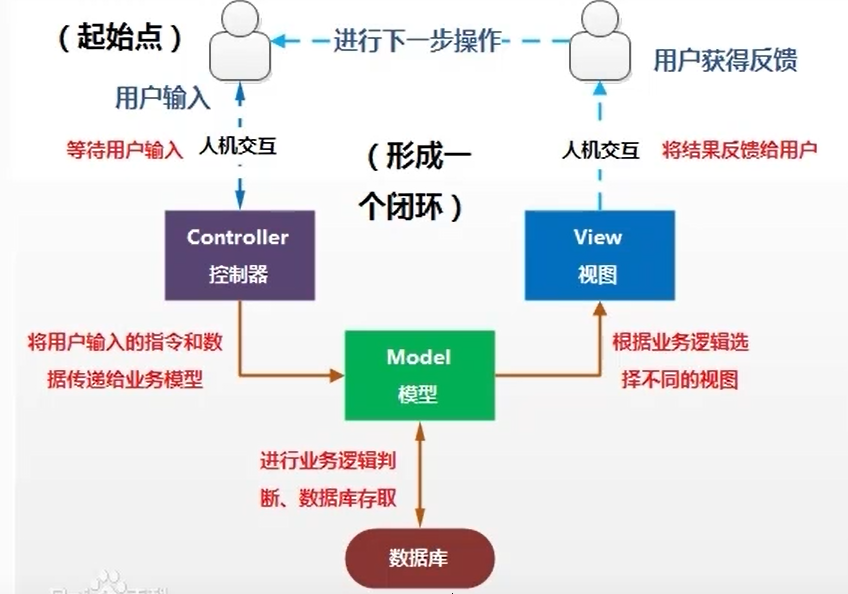 （起始点）
进行下一步操作
用户获得反馈
用户输入
等待用户输入
人机交互
（形成一
个闭环）
人机交互
将结果反馈给用户
Controller
控制器
View
视图
将用户输入的指令和数
据传递给业务模型
Model
模型
根据业务逻辑选
择不同的视图
进行业务逻辑判
断、数据库存取
数据库